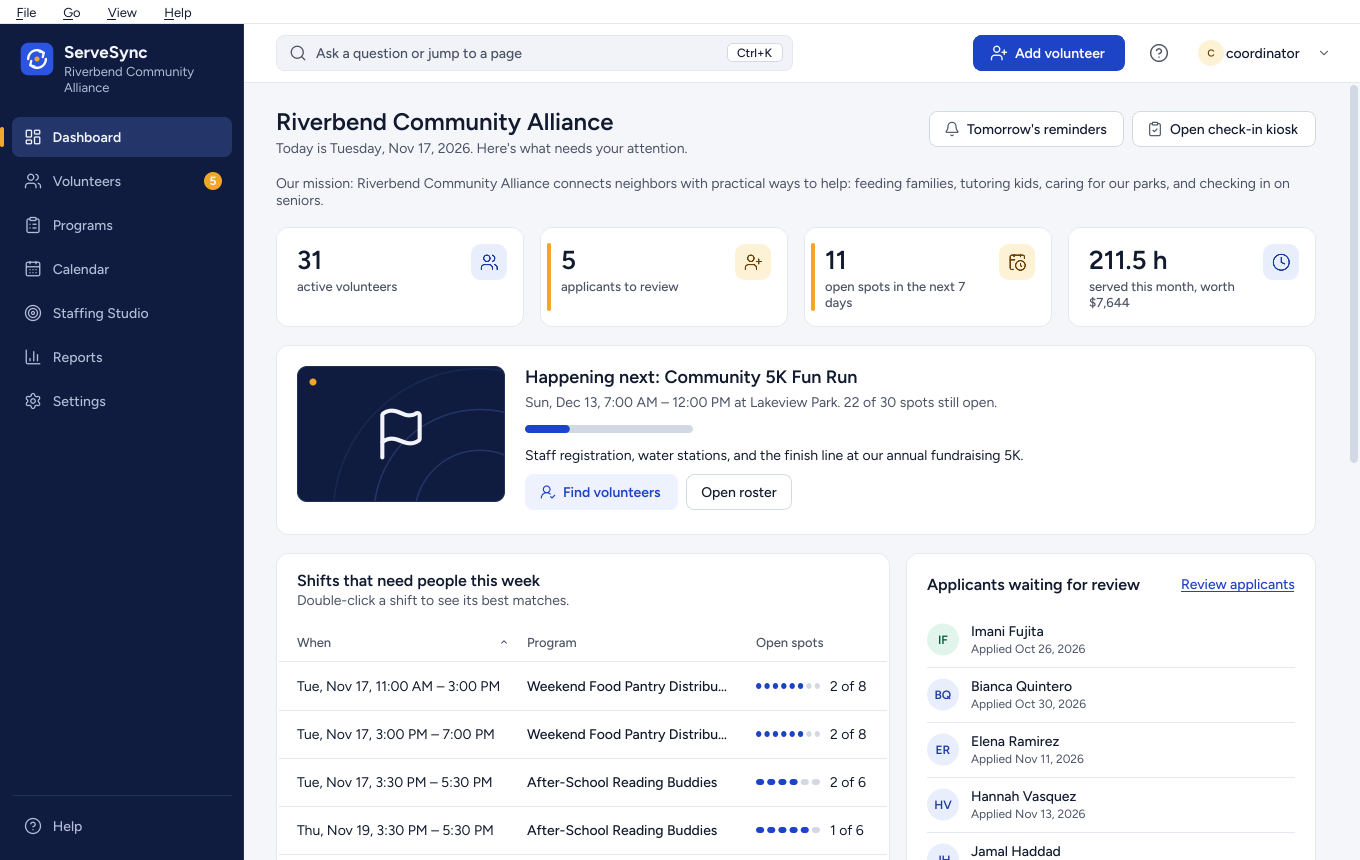 File Go View Help
ServeSync
Riverbend Community
Alliance
Dashboard
Volunteers 5
Programs
Calendar
Staffing Studio
Reports
Settings
Help
Ask a question or jump to a page Ctrl+K
Add volunteer
C coordinator
Riverbend Community Alliance
Today is Tuesday, Nov 17, 2026. Here's what needs your attention.
Tomorrow's reminders
Open check-in kiosk
Our mission: Riverbend Community Alliance connects neighbors with practical ways to help: feeding families, tutoring kids, caring for our parks, and checking in on
seniors.
31
active volunteers
5
applicants to review
11
open spots in the next 7
days
211.5 h
served this month, worth
$7,644
Happening next: Community 5K Fun Run
Sun, Dec 13, 7:00 AM – 12:00 PM at Lakeview Park. 22 of 30 spots still open.
Staff registration, water stations, and the finish line at our annual fundraising 5K.
Find volunteers
Open roster
Shifts that need people this week
Double-click a shift to see its best matches.
When Program Open spots
Tue, Nov 17, 11:00 AM – 3:00 PM Weekend Food Pantry Distribu... 2 of 8
Tue, Nov 17, 3:00 PM – 7:00 PM Weekend Food Pantry Distribu... 2 of 8
Tue, Nov 17, 3:30 PM – 5:30 PM After-School Reading Buddies 2 of 6
Thu, Nov 19, 3:30 PM – 5:30 PM After-School Reading Buddies 1 of 6
Applicants waiting for review Review applicants
IF Imani Fujita
Applied Oct 26, 2026
BQ Bianca Quintero
Applied Oct 30, 2026
ER Elena Ramirez
Applied Nov 11, 2026
HV Hannah Vasquez
Applied Nov 13, 2026
JH Jamal Haddad